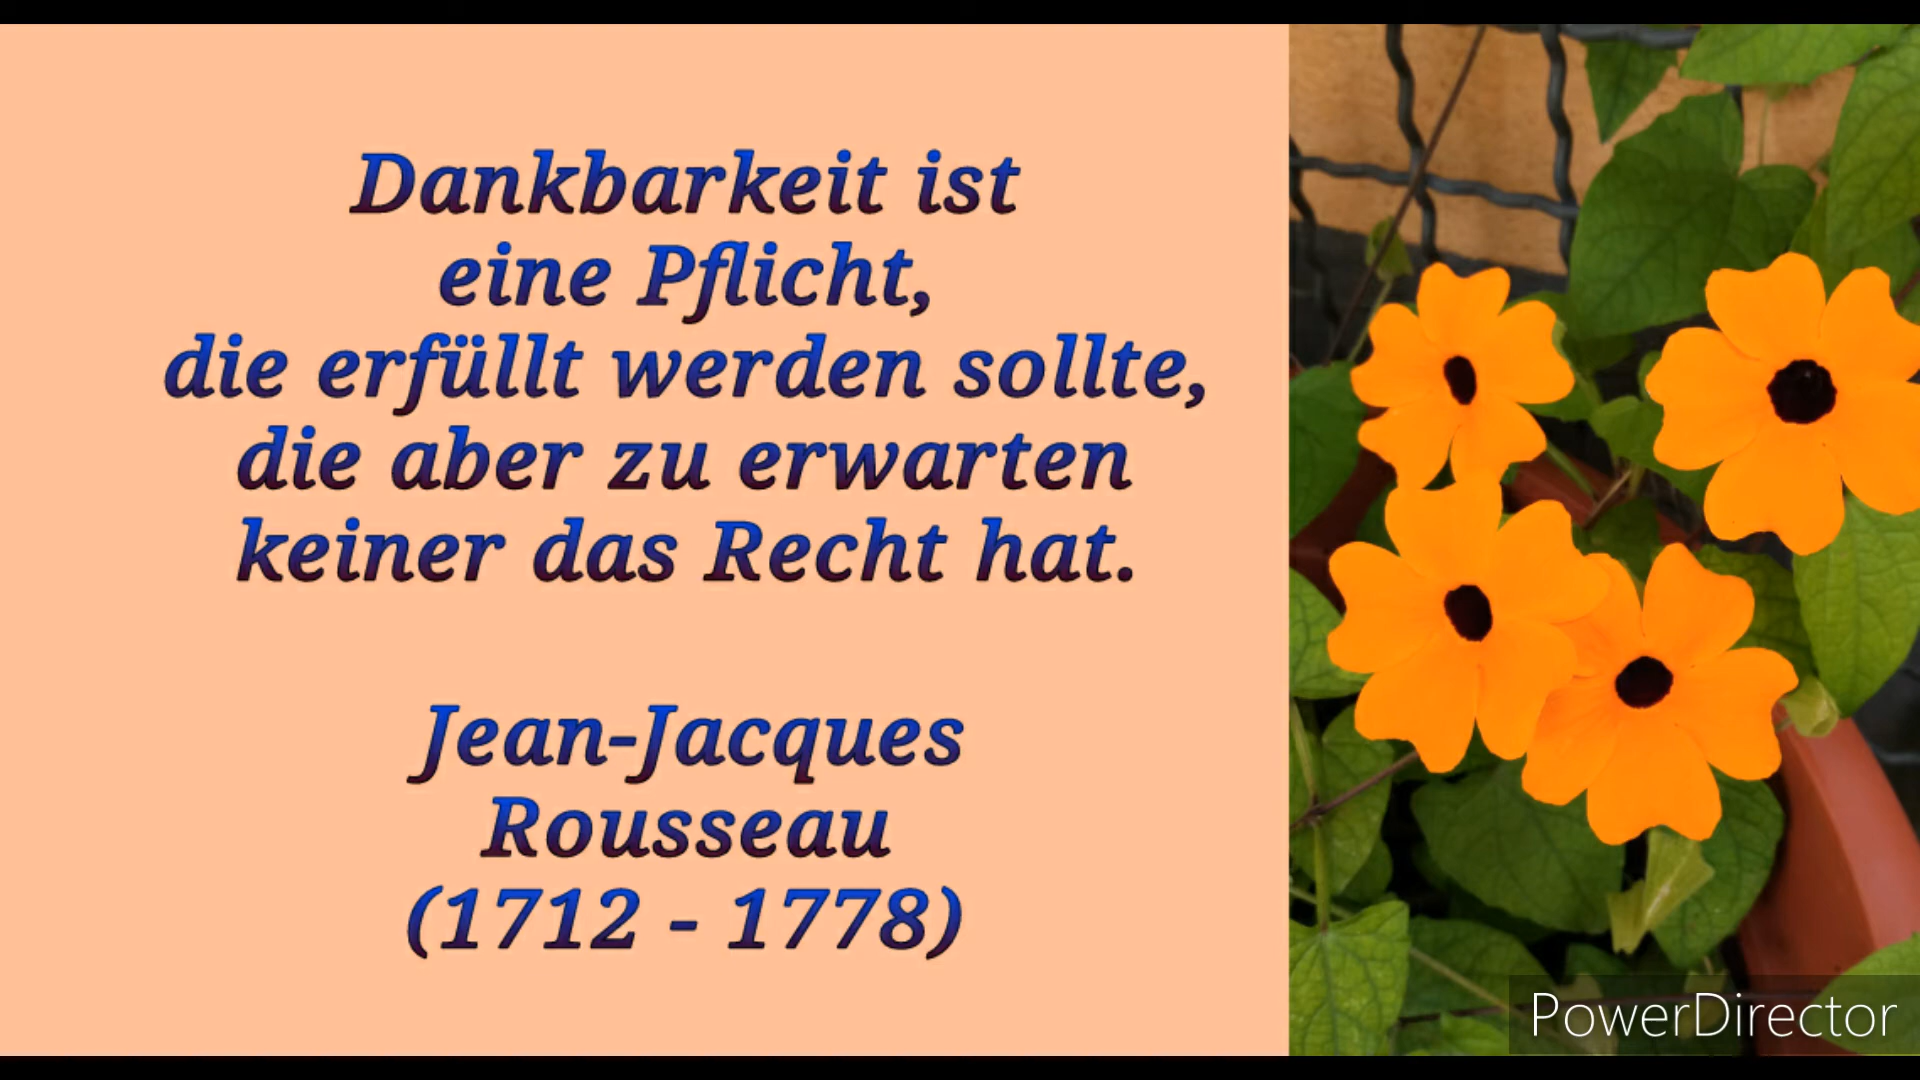 Dankbarkeit ist
eine Pflicht,
die erfüllt werden sollte,
die aber zu erwarten
keiner das Recht hat.
Jean-Jacques
Rousseau
(1712 - 1778)
PowerDirector